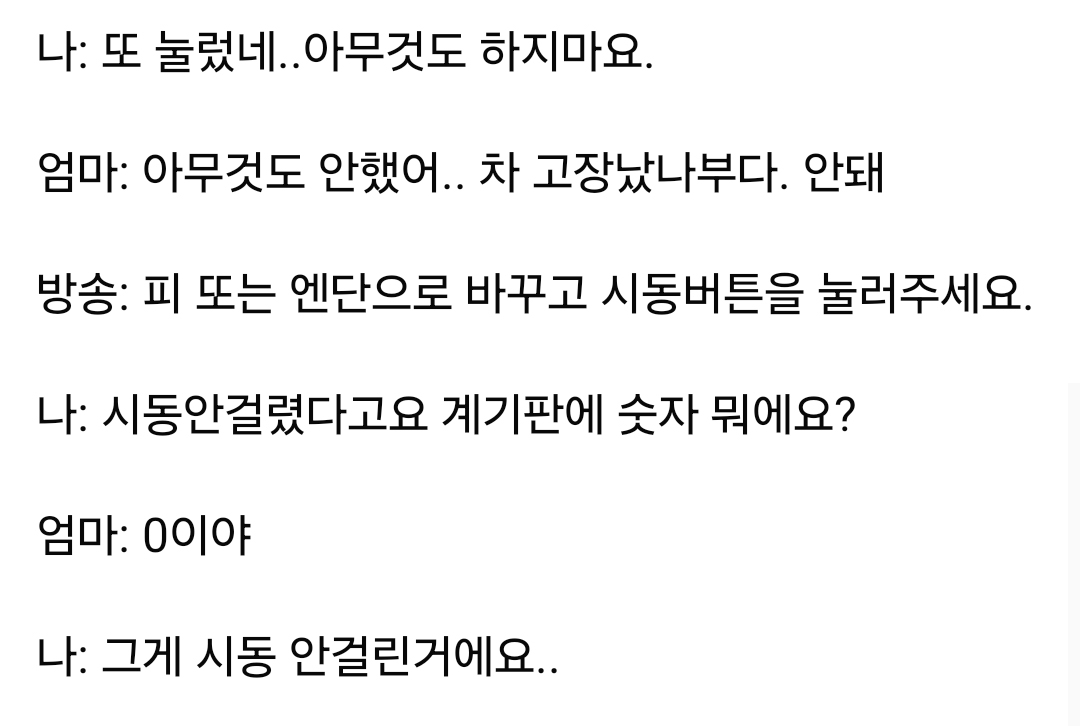 나: 또 눌렀네..아무것도 하지마요.
엄마: 아무것도 안했어.. 차 고장났나부다. 안돼
방송: 피 또는 엔단으로 바꾸고 시동버튼을 눌러주세요.
나: 시동안걸렸다고요 계기판에 숫자 뭐에요?
엄마: 0이야
나: 그게 시동 안걸린거에요..